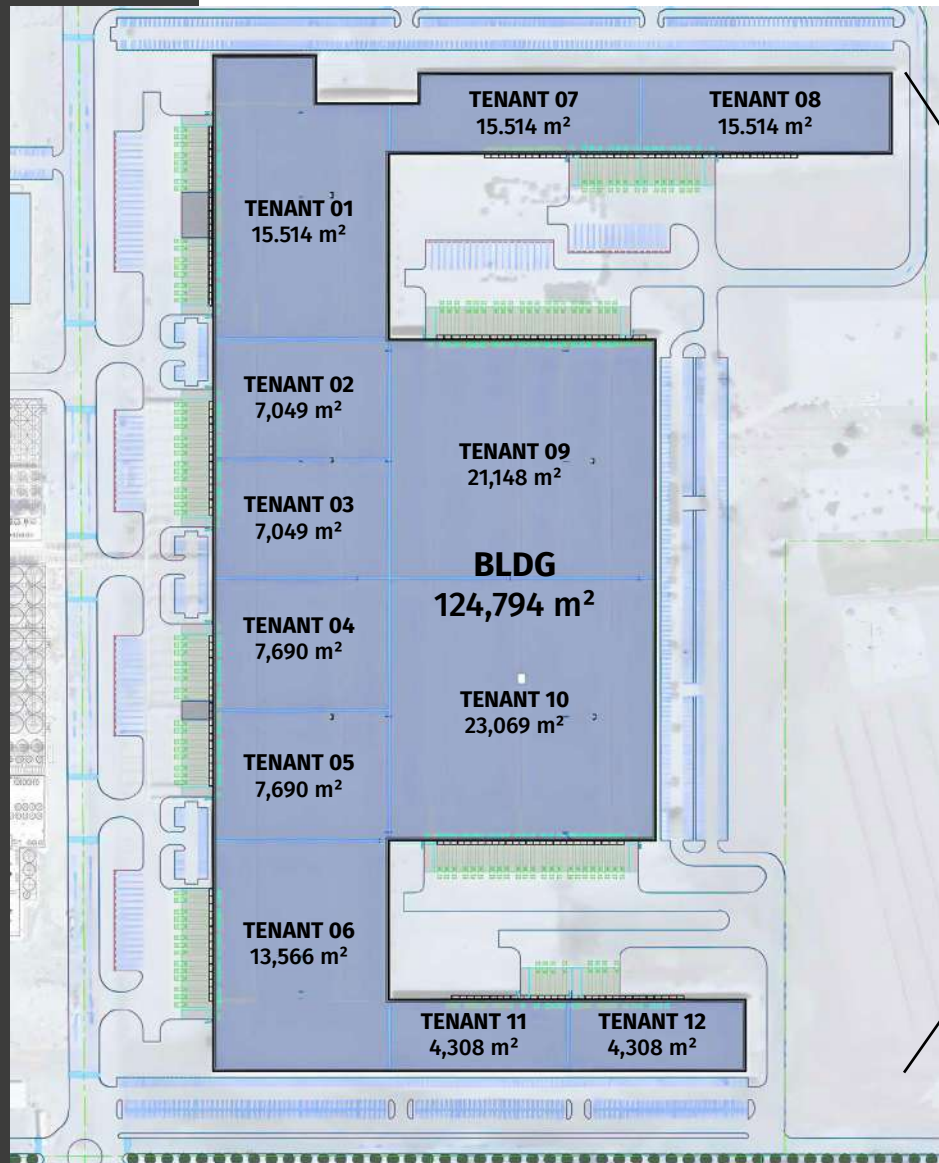 TENANT 07
15.514 m²
TENANT 08
15.514 m²
TENANT 01
15.514 m²
TENANT 02
7,049 m²
TENANT 09
21,148 m²
TENANT 03
7,049 m²
BLDG
124,794 m²
TENANT 04
7,690 m²
TENANT 10
23,069 m²
TENANT 05
7,690 m²
TENANT 06
13,566 m²
TENANT 11
4,308 m²
TENANT 12
4,308 m²